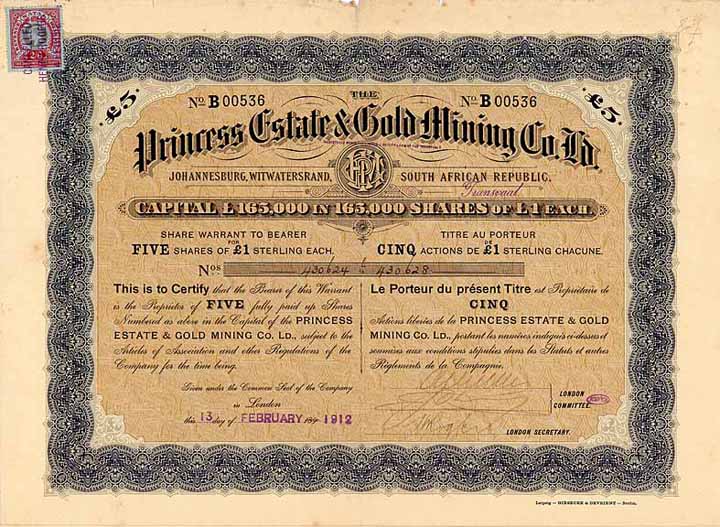 £5
£5
THE
No B 00536
No B 00536
Princess Estate & Gold Mining Co. Ld.
JOHANNESBURG, WITWATERSRAND, SOUTH AFRICAN REPUBLIC.
Transvaal
CAPITAL £165,000 IN 165,000 SHARES OF £1 EACH.
SHARE WARRANT TO BEARER
FOR
FIVE SHARES OF £1 STERLING EACH.
TITRE AU PORTEUR
DE
CINQ ACTIONS DE £1 STERLING CHACUNE.
Nos 430624 430628
This is to Certify that the Bearer of this Warrant
is the Proprietor of FIVE fully paid up Shares
Numbered as above in the Capital of the PRINCESS
ESTATE & GOLD MINING CO. LD., subject to the
Articles of Association and other Regulations of the
Company for the time being.
Le Porteur du présent Titre est Propriétaire de
CINQ
Actions libérées de la PRINCESS ESTATE & GOLD
MINING CO. LD., portant les numéros indiqués ci-dessus et
soumises aux conditions stipulées dans les Statuts et autres
Règlements de la Compagnie.
Given under the Common Seal of the Company
in London
this 13 day of FEBRUARY 189 1912
LONDON
COMMITTEE.
LONDON SECRETARY.
Leipzig — GIESECKE & DEVRIENT — Berlin.